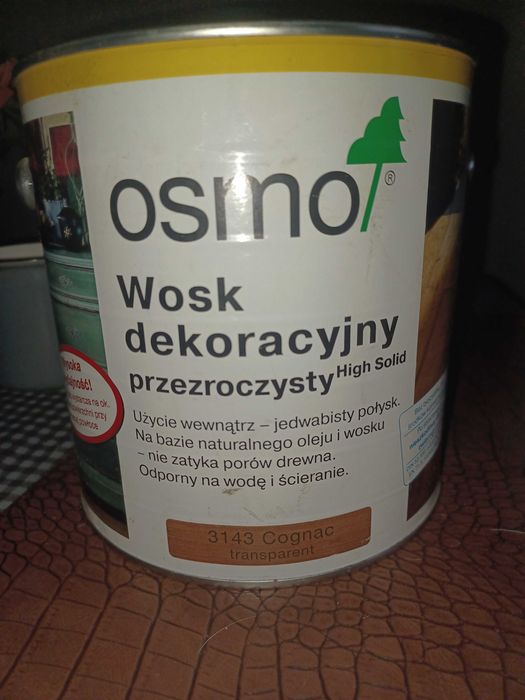 osmo®
Wosk
dekoracyjny
przezroczysty High Solid
Użycie wewnątrz – jedwabisty połysk.
Na bazie naturalnego oleju i wosku
– nie zatyka porów drewna.
Odporny na wodę i ścieranie.
3143 Cognac
transparent